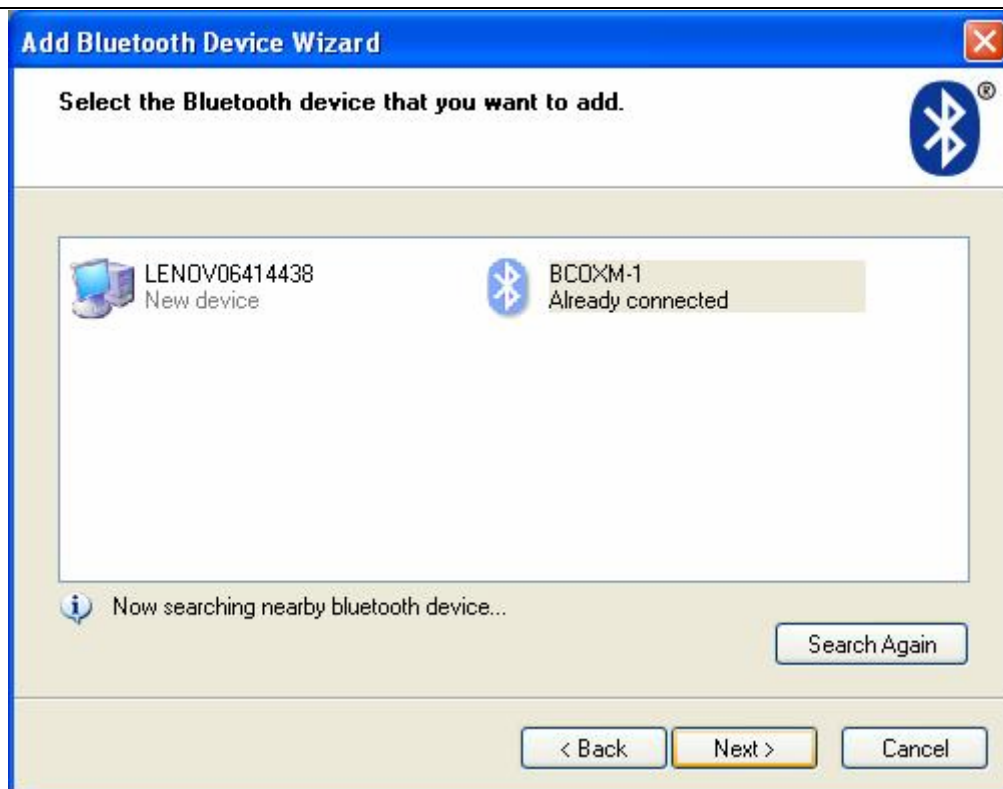 Add Bluetooth Device Wizard
Select the Bluetooth device that you want to add.
®
LENOV06414438
New device
BCOXM-1
Already connected
Now searching nearby bluetooth device...
Search Again
< Back
Next >
Cancel